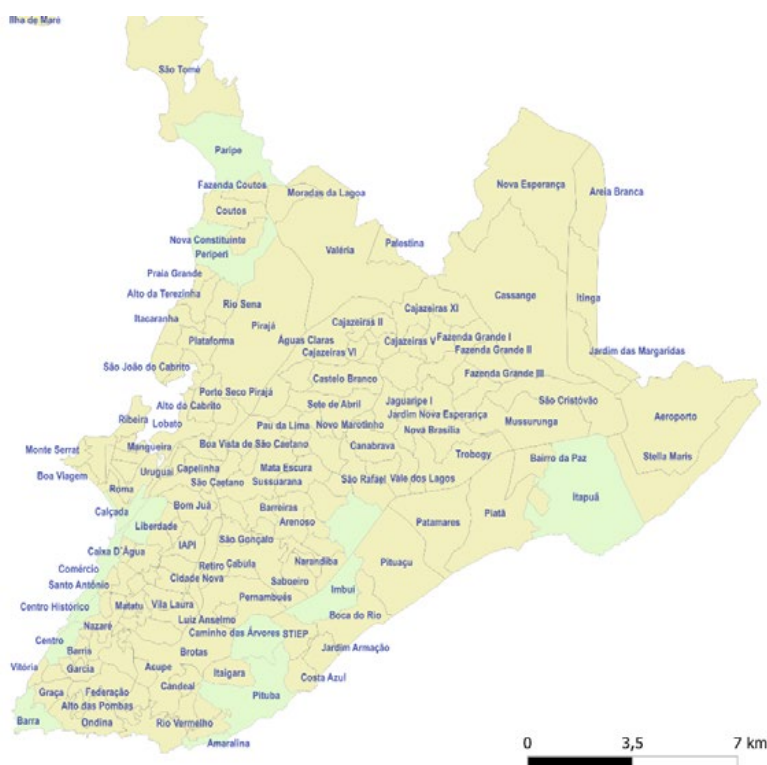 Ilha de Maré
São Tomé
Paripe
Fazenda Coutos
Moradas da Lagoa
Nova Esperança
Areia Branca
Coutos
Nova Constituinte
Periperi
Valéria
Palestina
Praia Grande
Alto da Terezinha
Rio Sena
Cassange
Itinga
Itacaranha
Pirajá
Cajazeiras XI
Cajazeiras II
Plataforma
Águas Claras
Cajazeiras V
Fazenda Grande I
Cajazeiras VI
Fazenda Grande II
Jardim das Margaridas
São João do Cabrito
Castelo Branco
Fazenda Grande III
Porto Seco Pirajá
Alto do Cabrito
Sete de Abril
Jaguaripe I
São Cristóvão
Jardim Nova Esperança
Aeroporto
Ribeira
Lobato
Pau da Lima
Novo Marotinho
Nova Brasília
Mussurunga
Monte Serrat
Mangueira
Boa Vista de São Caetano
Canabrava
Trobogy
Bairro da Paz
Stella Maris
Boa Viagem
Uruguai
Capelinha
Mata Escura
São Caetano
Sussuarana
São Rafael
Vale dos Lagos
Roma
Itapuã
Calçada
Bom Juá
Barreiras
Piatã
Liberdade
Arenoso
Patamares
Caixa D'Água
IAPI
São Gonçalo
Comércio
Retiro
Cabula
Narandiba
Pituaçu
Santo Antônio
Cidade Nova
Saboeiro
Imbuí
Centro Histórico
Matatu
Vila Laura
Pernambués
Nazaré
Luiz Anselmo
Boca do Rio
Centro
Caminho das Árvores
STIEP
Barris
Brotas
Jardim Armação
Vitória
Garcia
Acupe
Itaigara
Costa Azul
Graça
Federação
Candeal
Pituba
Alto das Pombas
Barra
Ondina
Rio Vermelho
Amaralina
0 3,5 7 km